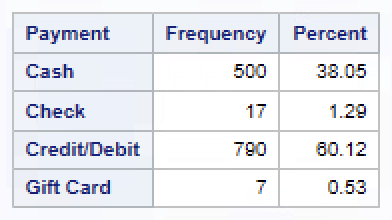 Payment Frequency Percent
Cash 500 38.05
Check 17 1.29
Credit/Debit 790 60.12
Gift Card 7 0.53